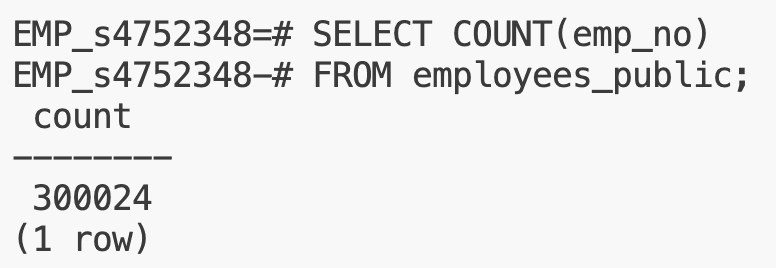 EMP_s4752348=# SELECT COUNT(emp_no)
EMP_s4752348-# FROM employees_public;
 count
--------
 300024
(1 row)